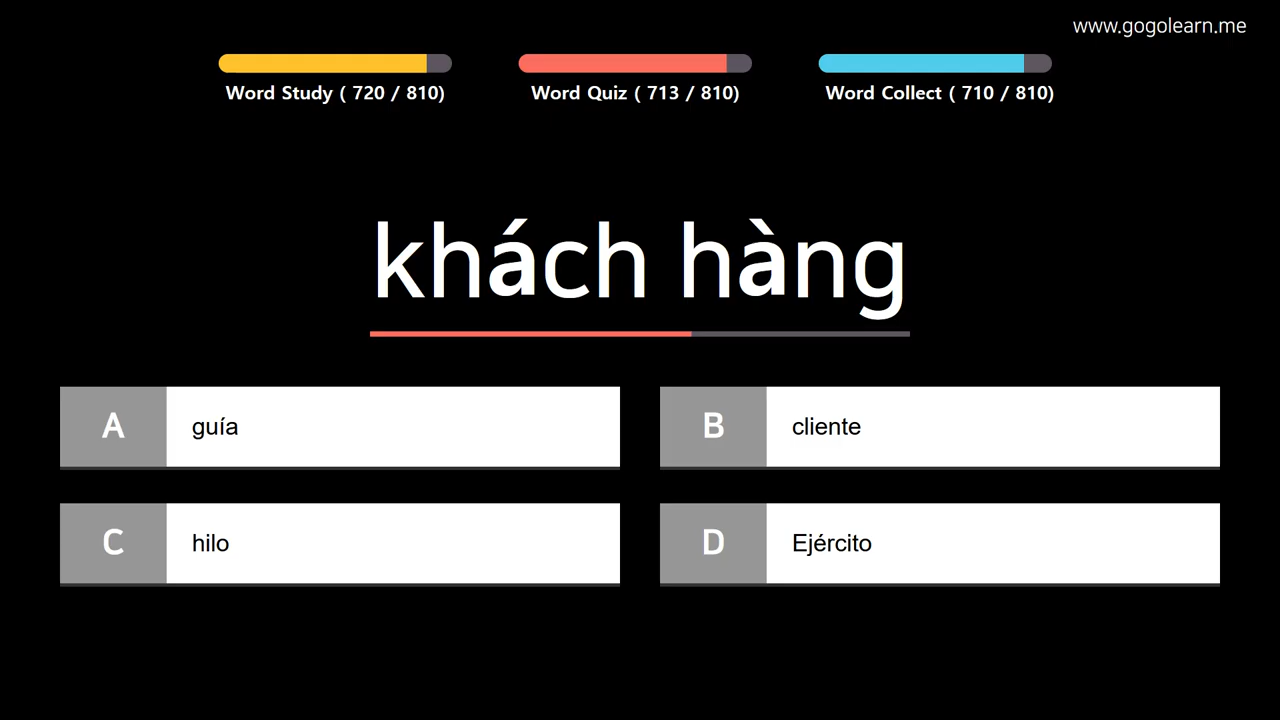 www.gogolearn.me
Word Study ( 720 / 810)
Word Quiz ( 713 / 810)
Word Collect ( 710 / 810)
khách hàng
A guía
B cliente
C hilo
D Ejército